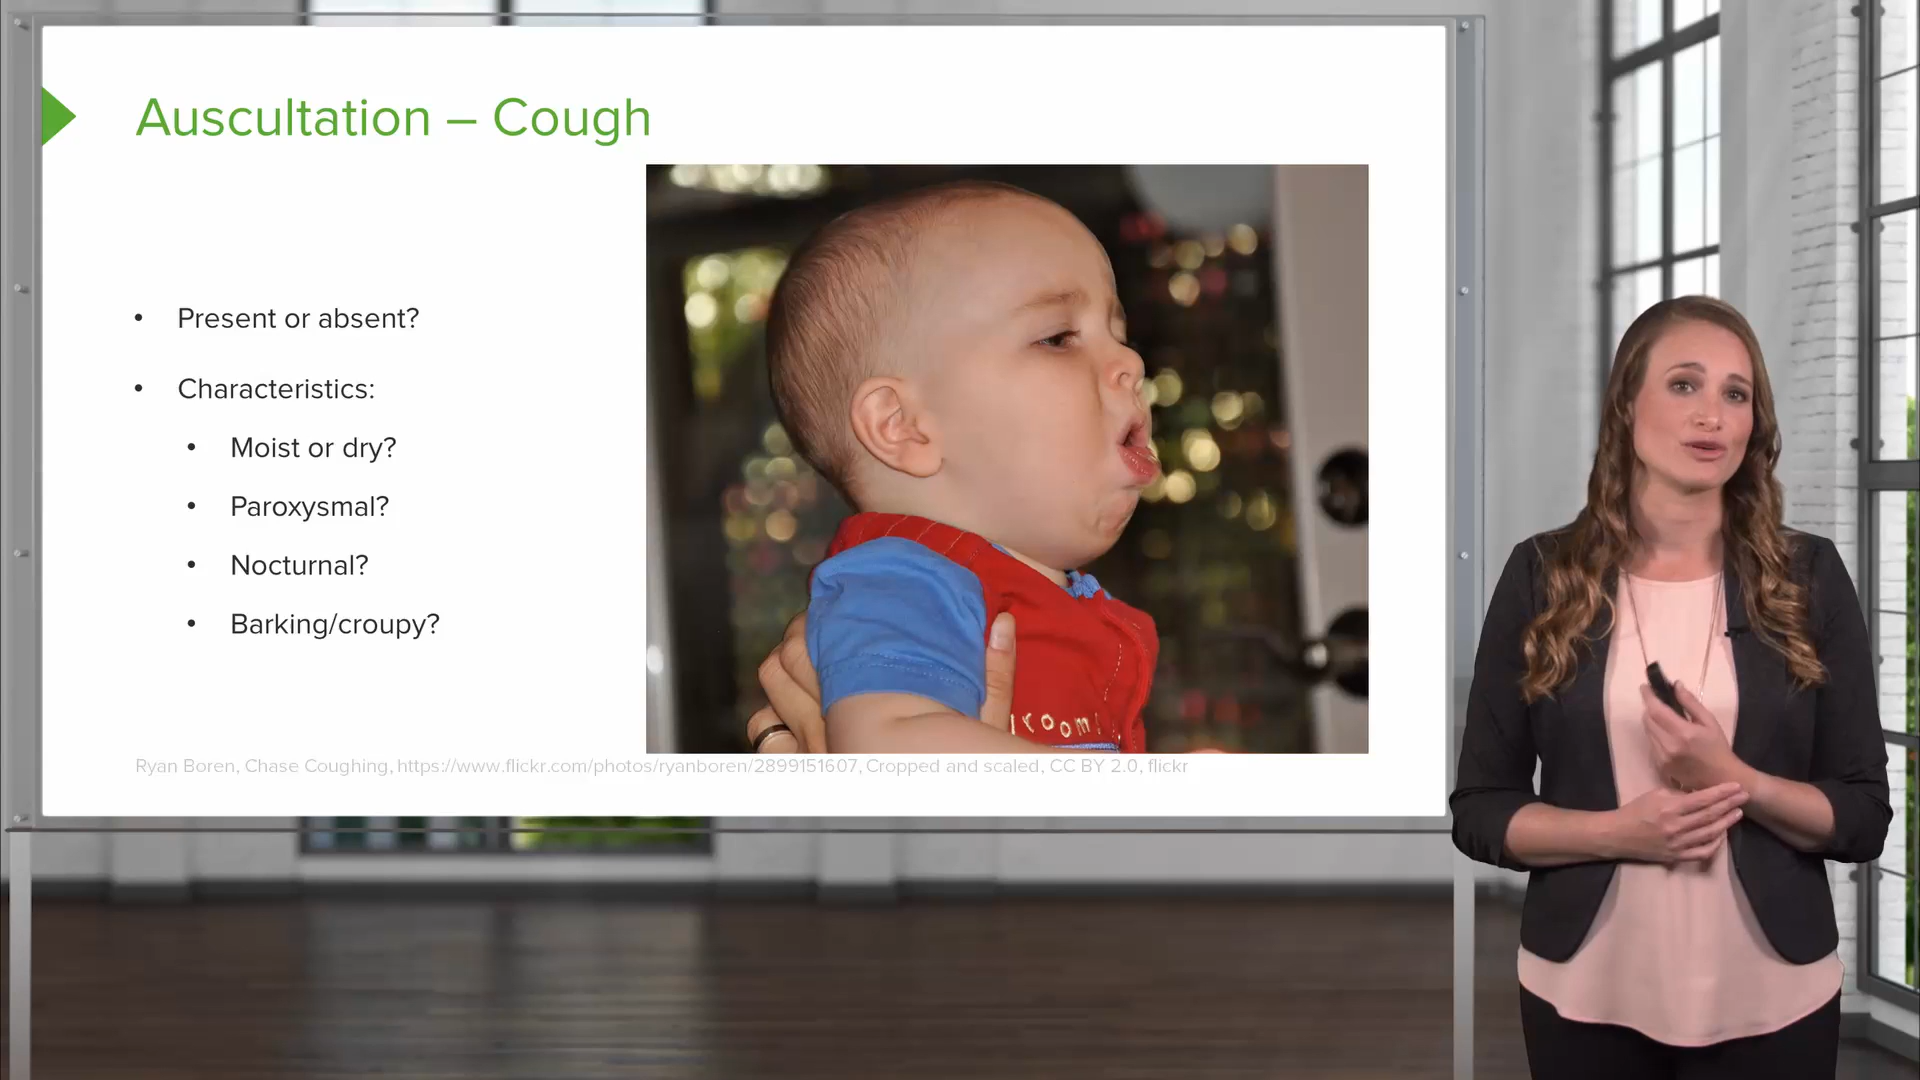 Auscultation – Cough
• Present or absent?
• Characteristics:
• Moist or dry?
• Paroxysmal?
• Nocturnal?
• Barking/croupy?
Ryan Boren, Chase Coughing, https://www.flickr.com/photos/ryanboren/2899151607, Cropped and scaled, CC BY 2.0, flickr